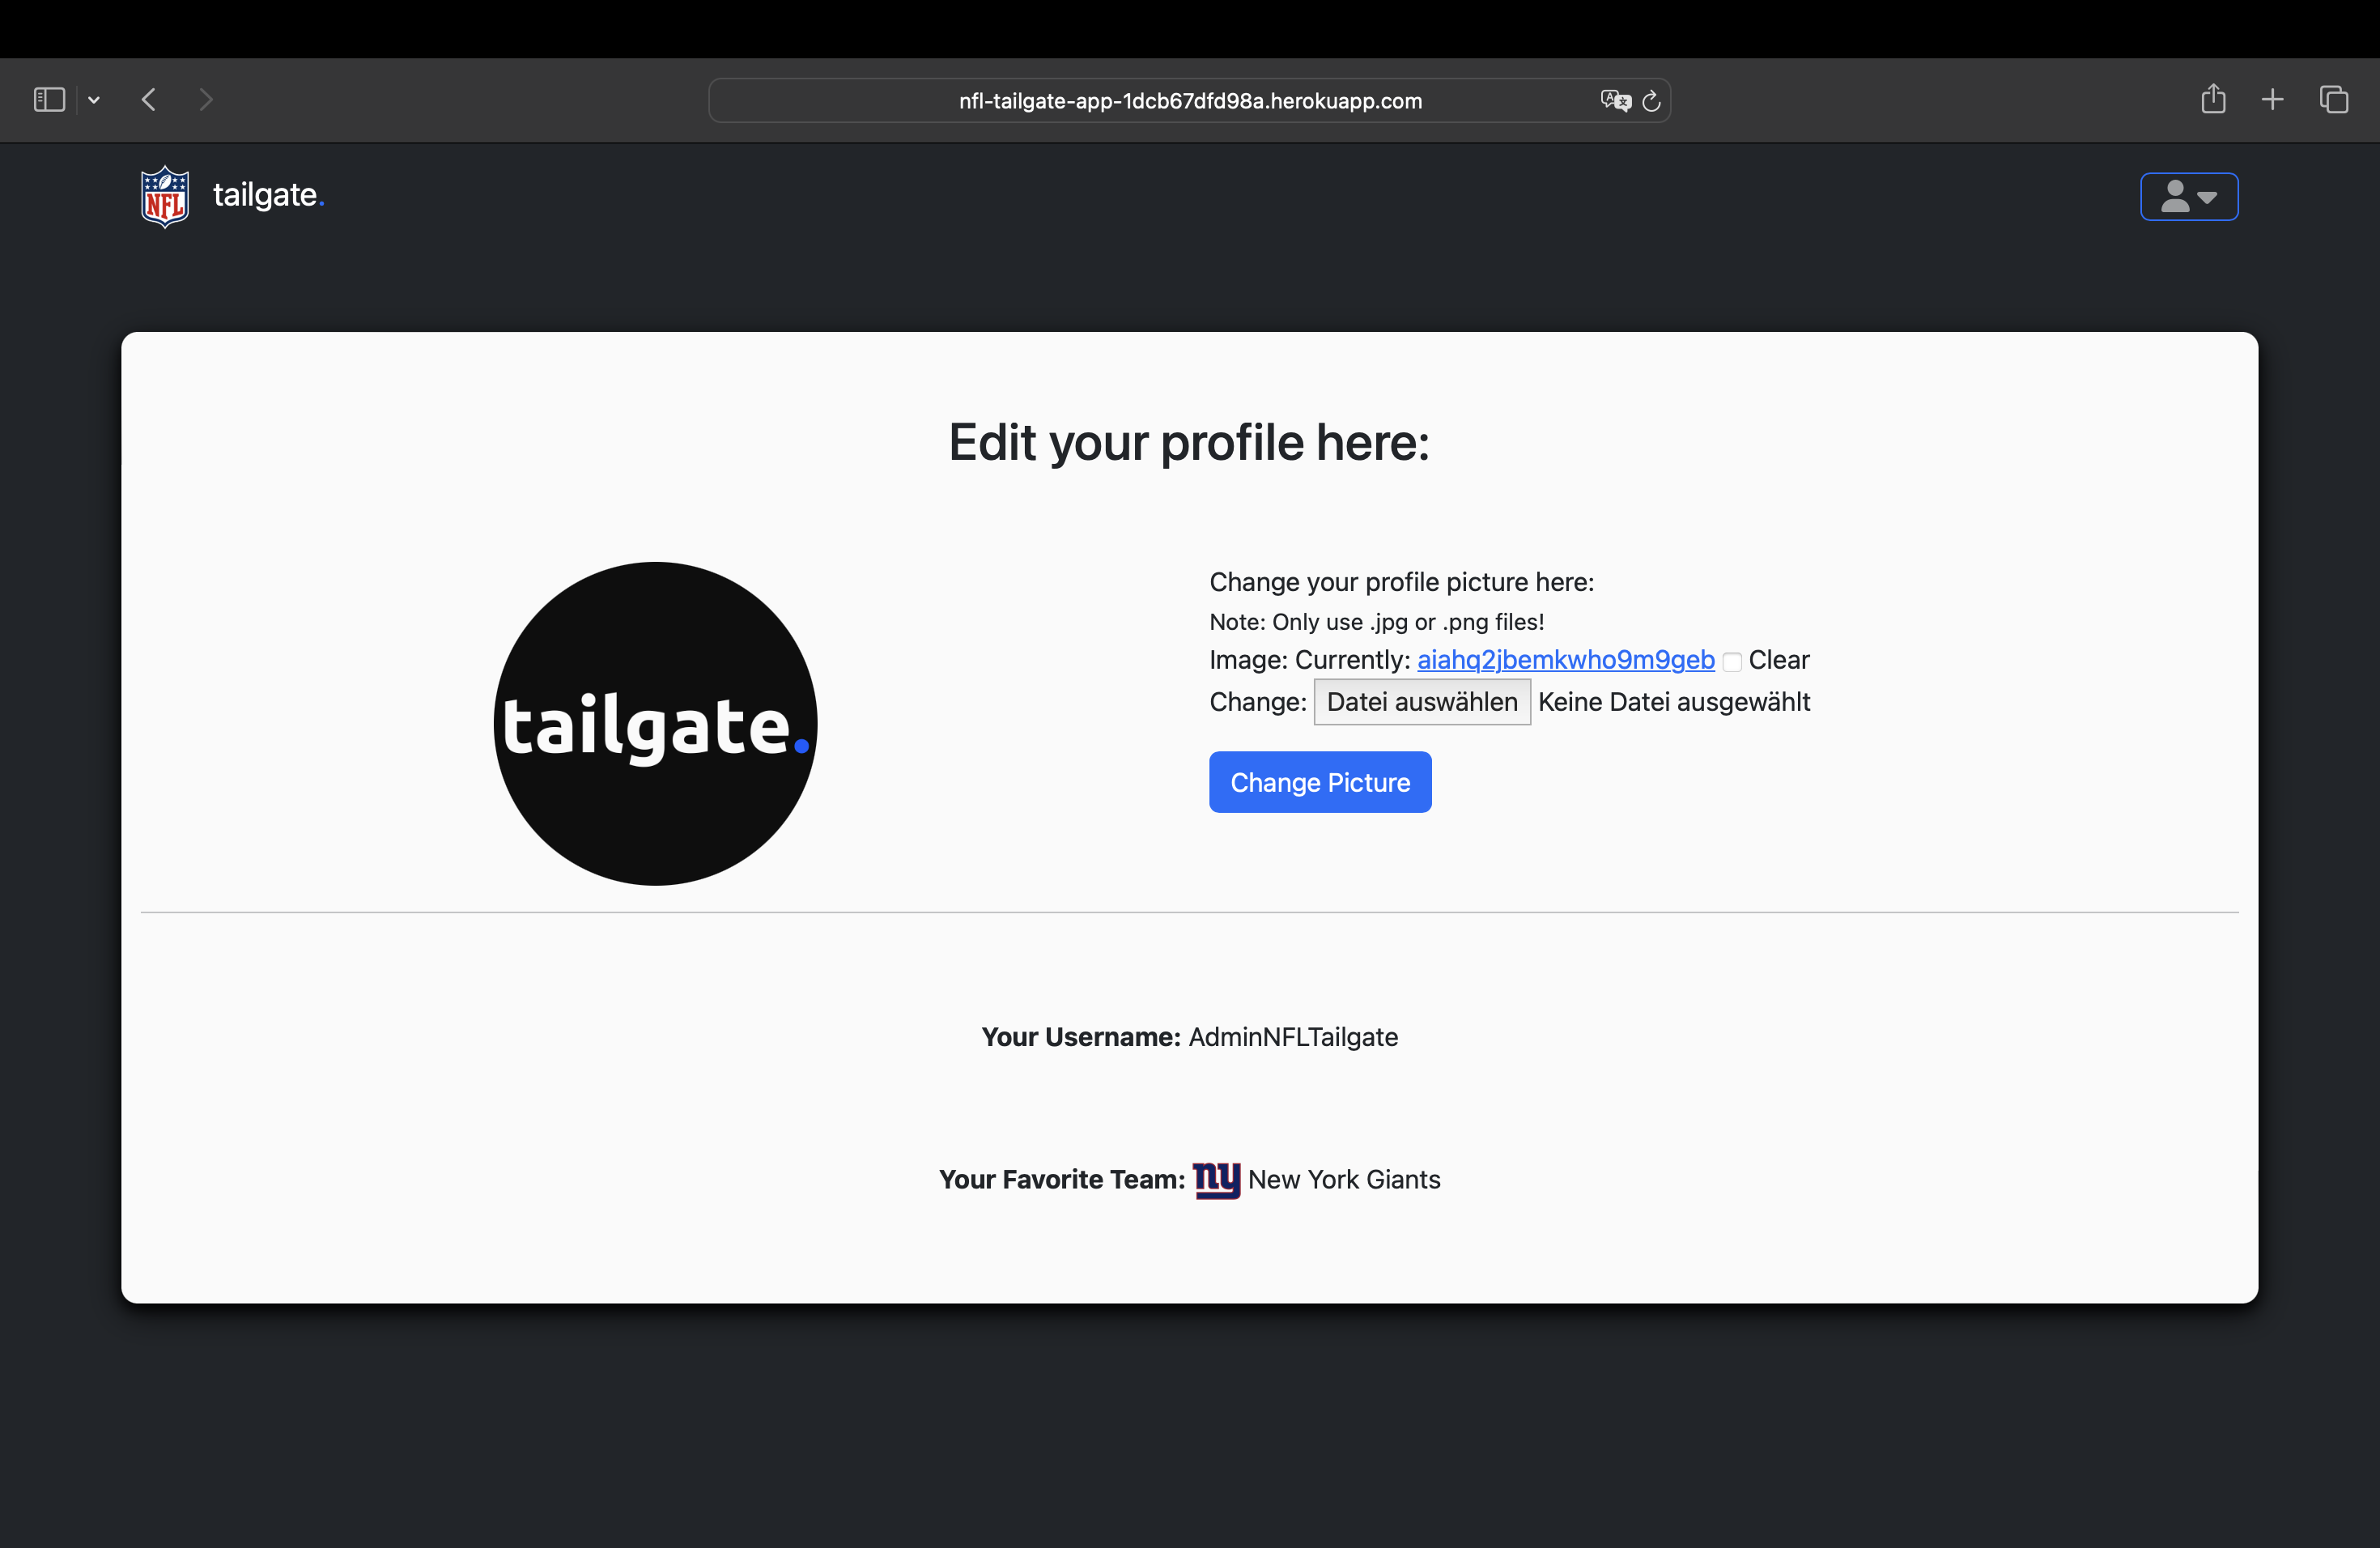 nfl-tailgate-app-1dcb67dfd98a.herokuapp.com
NFL tailgate.
Edit your profile here:
tailgate.
Change your profile picture here:
Note: Only use .jpg or .png files!
Image: Currently: aiahq2jbemkwho9m9geb Clear
Change: Datei auswählen Keine Datei ausgewählt
Change Picture
Your Username: AdminNFLTailgate
Your Favorite Team: ny New York Giants